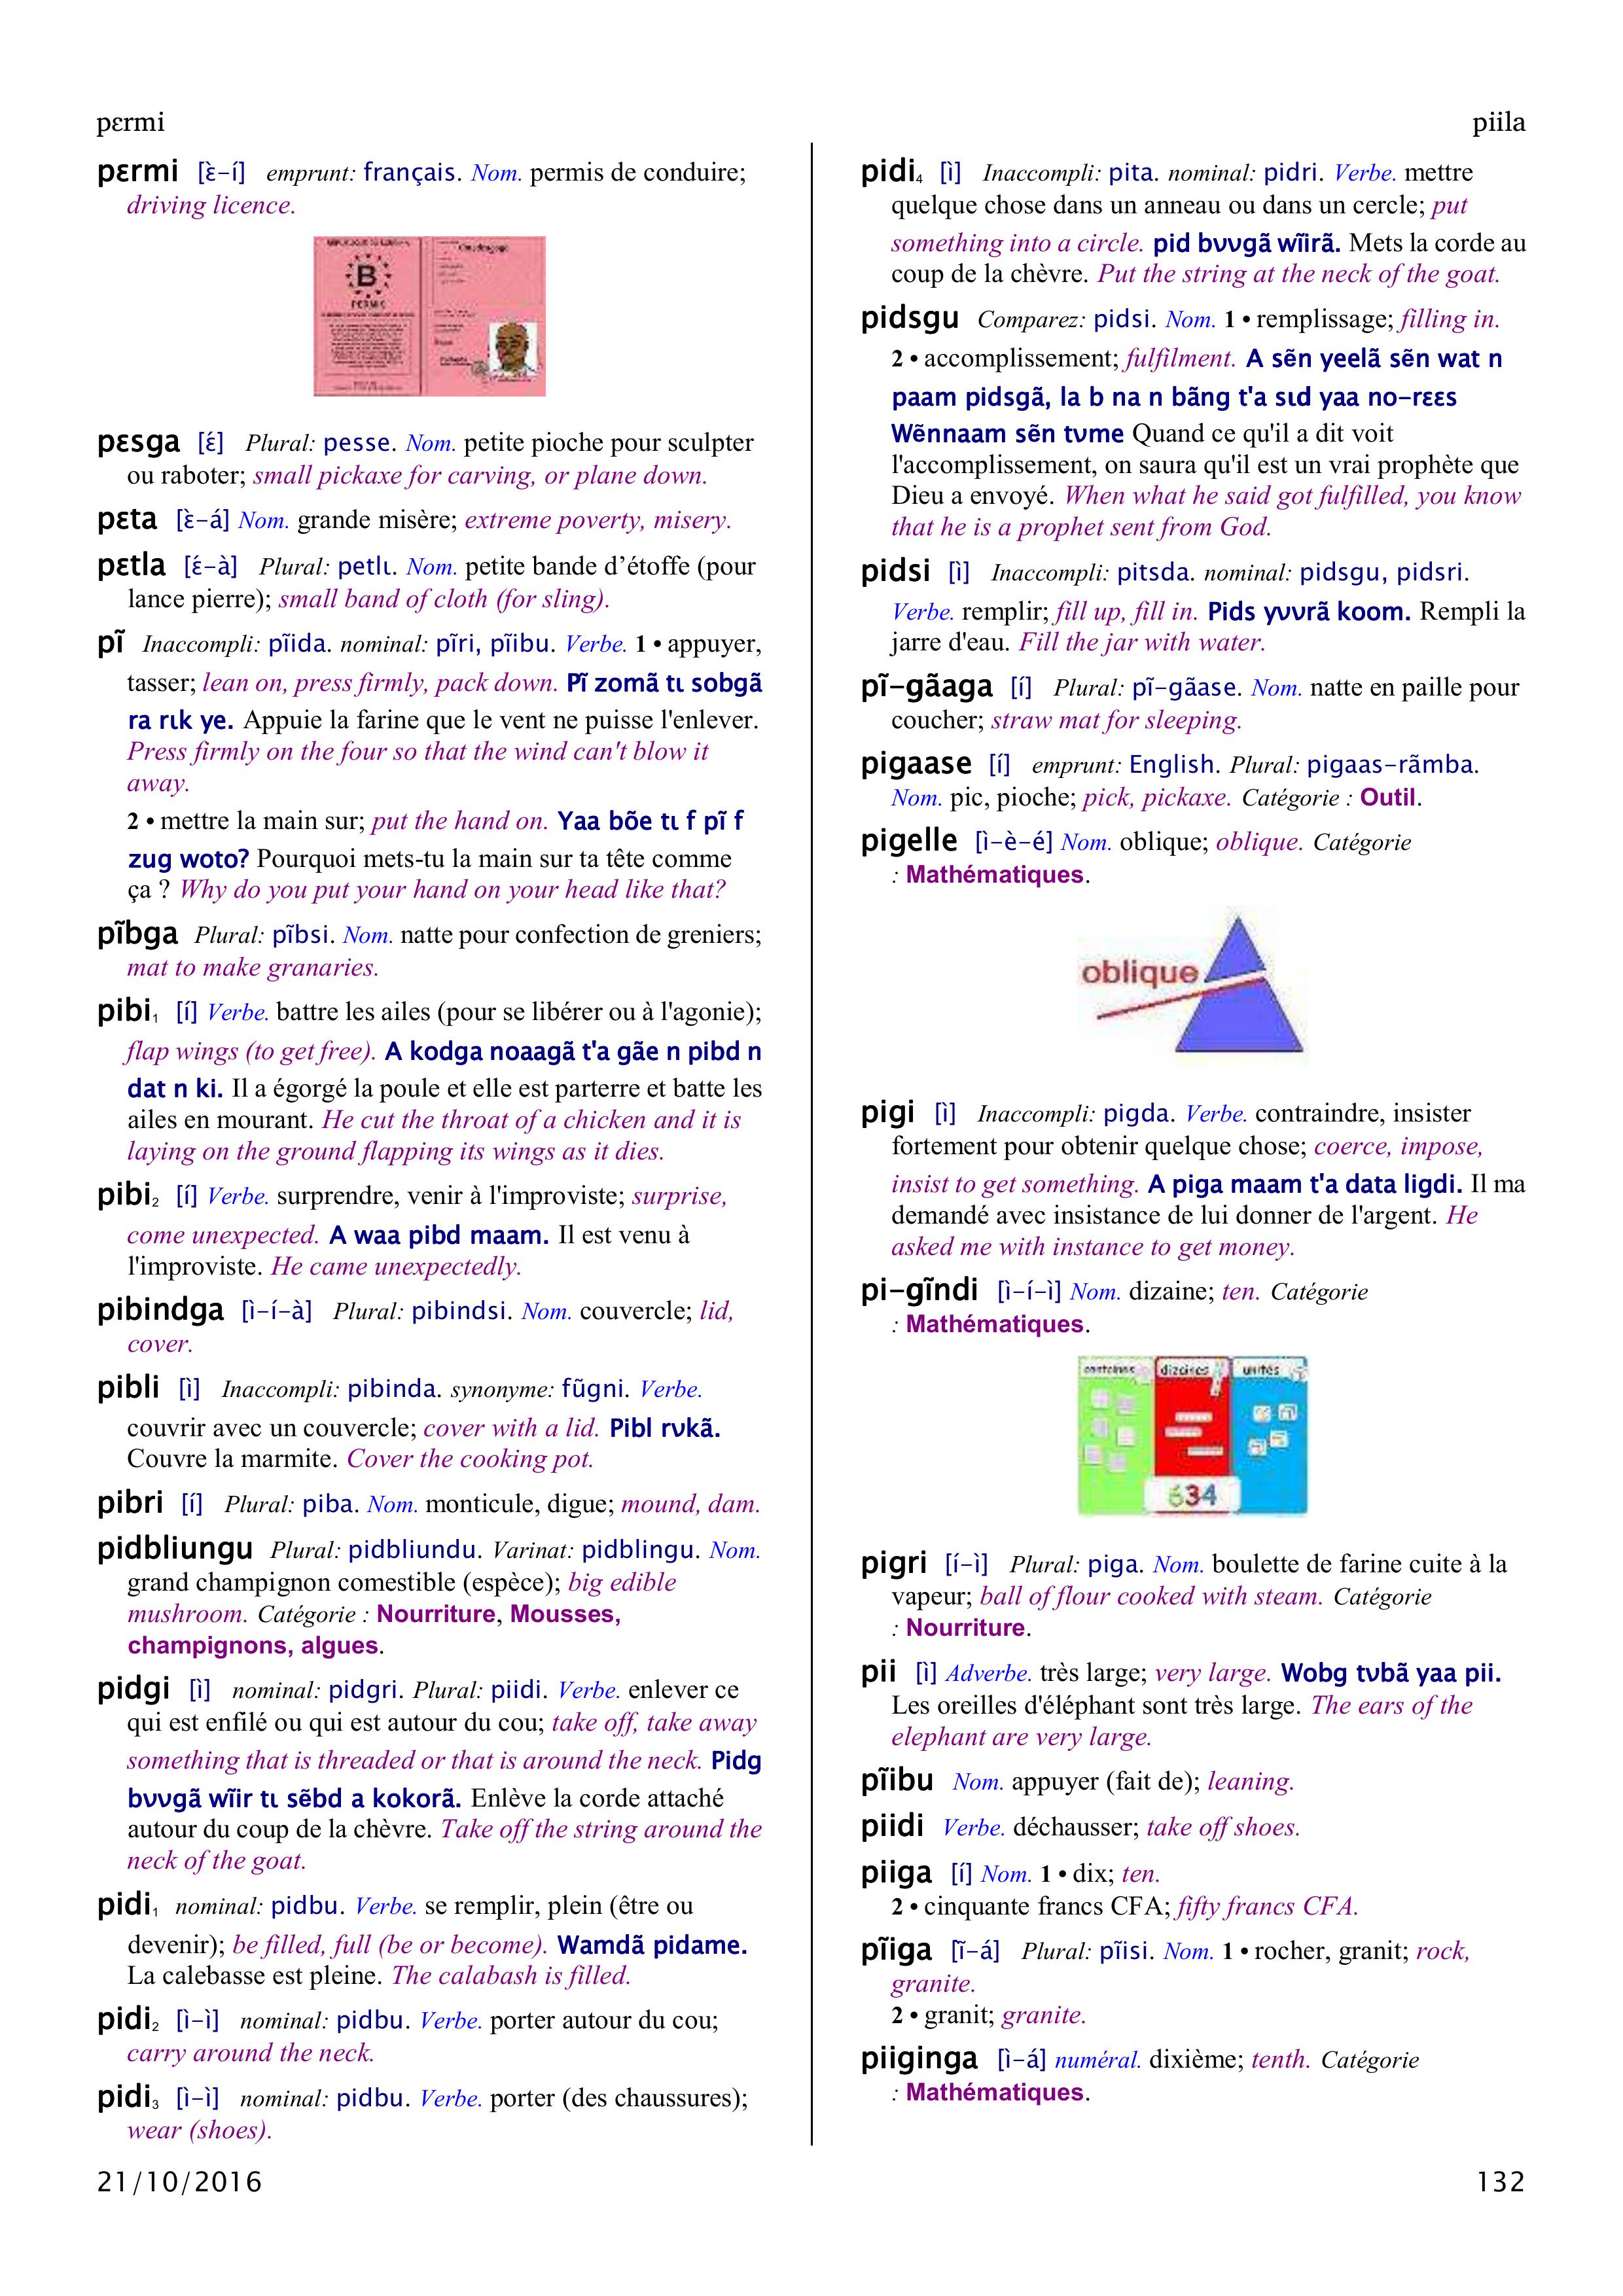 pɛrmi
piila
pɛrmi [ɛ̀-í] emprunt: français. Nom. permis de conduire;
driving licence.
B
PERMIS
pɛsga [ɛ́] Plural: pesse. Nom. petite pioche pour sculpter
ou raboter; small pickaxe for carving, or plane down.
pɛta [ɛ̀-á] Nom. grande misère; extreme poverty, misery.
pɛtla [ɛ́-à] Plural: petlɩ. Nom. petite bande d’étoffe (pour
lance pierre); small band of cloth (for sling).
pĩ Inaccompli: pĩida. nominal: pĩri, pĩibu. Verbe. 1 • appuyer,
tasser; lean on, press firmly, pack down. Pĩ zomã tɩ sobgã
ra rɩk ye. Appuie la farine que le vent ne puisse l'enlever.
Press firmly on the four so that the wind can't blow it
away.
2 • mettre la main sur; put the hand on. Yaa bõe tɩ f pĩ f
zug woto? Pourquoi mets-tu la main sur ta tête comme
ça ? Why do you put your hand on your head like that?
pĩbga Plural: pĩbsi. Nom. natte pour confection de greniers;
mat to make granaries.
pibi₁ [í] Verbe. battre les ailes (pour se libérer ou à l'agonie);
flap wings (to get free). A kodga noaagã t'a gãe n pibd n
dat n ki. Il a égorgé la poule et elle est parterre et batte les
ailes en mourant. He cut the throat of a chicken and it is
laying on the ground flapping its wings as it dies.
pibi₂ [í] Verbe. surprendre, venir à l'improviste; surprise,
come unexpected. A waa pibd maam. Il est venu à
l'improviste. He came unexpectedly.
pibindga [ì-í-à] Plural: pibindsi. Nom. couvercle; lid,
cover.
pibli [ì] Inaccompli: pibinda. synonyme: fũgni. Verbe.
couvrir avec un couvercle; cover with a lid. Pibl rʋkã.
Couvre la marmite. Cover the cooking pot.
pibri [í] Plural: piba. Nom. monticule, digue; mound, dam.
pidbliungu Plural: pidbliundu. Varinat: pidblingu. Nom.
grand champignon comestible (espèce); big edible
mushroom. Catégorie : Nourriture, Mousses,
champignons, algues.
pidgi [ì] nominal: pidgri. Plural: piidi. Verbe. enlever ce
qui est enfilé ou qui est autour du cou; take off, take away
something that is threaded or that is around the neck. Pidg
bʋʋgã wĩir tɩ sẽbd a kokorã. Enlève la corde attaché
autour du coup de la chèvre. Take off the string around the
neck of the goat.
pidi₁ nominal: pidbu. Verbe. se remplir, plein (être ou
devenir); be filled, full (be or become). Wamdã pidame.
La calebasse est pleine. The calabash is filled.
pidi₂ [ì-ì] nominal: pidbu. Verbe. porter autour du cou;
carry around the neck.
pidi₃ [ì-ì] nominal: pidbu. Verbe. porter (des chaussures);
wear (shoes).
pidi₄ [ì] Inaccompli: pita. nominal: pidri. Verbe. mettre
quelque chose dans un anneau ou dans un cercle; put
something into a circle. pid bʋʋgã wĩirã. Mets la corde au
coup de la chèvre. Put the string at the neck of the goat.
pidsgu Comparez: pidsi. Nom. 1 • remplissage; filling in.
2 • accomplissement; fulfilment. A sẽn yeelã sẽn wat n
paam pidsgã, la b na n bãng t'a sɩd yaa no-rɛɛs
Wẽnnaam sẽn tʋme Quand ce qu'il a dit voit
l'accomplissement, on saura qu'il est un vrai prophète que
Dieu a envoyé. When what he said got fulfilled, you know
that he is a prophet sent from God.
pidsi [ì] Inaccompli: pitsda. nominal: pidsgu, pidsri.
Verbe. remplir; fill up, fill in. Pids yʋʋrã koom. Rempli la
jarre d'eau. Fill the jar with water.
pĩ-gãaga [í] Plural: pĩ-gãase. Nom. natte en paille pour
coucher; straw mat for sleeping.
pigaase [í] emprunt: English. Plural: pigaas-rãmba.
Nom. pic, pioche; pick, pickaxe. Catégorie : Outil.
pigelle [ì-è-é] Nom. oblique; oblique. Catégorie
: Mathématiques.
oblique
pigi [ì] Inaccompli: pigda. Verbe. contraindre, insister
fortement pour obtenir quelque chose; coerce, impose,
insist to get something. A piga maam t'a data ligdi. Il ma
demandé avec insistance de lui donner de l'argent. He
asked me with instance to get money.
pi-gĩndi [ì-í-ì] Nom. dizaine; ten. Catégorie
: Mathématiques.
centaines dizaines unités
634
pigri [í-ì] Plural: piga. Nom. boulette de farine cuite à la
vapeur; ball of flour cooked with steam. Catégorie
: Nourriture.
pii [ì] Adverbe. très large; very large. Wobg tʋbã yaa pii.
Les oreilles d'éléphant sont très large. The ears of the
elephant are very large.
pĩibu Nom. appuyer (fait de); leaning.
piidi Verbe. déchausser; take off shoes.
piiga [í] Nom. 1 • dix; ten.
2 • cinquante francs CFA; fifty francs CFA.
pĩiga [ĩ-á] Plural: pĩisi. Nom. 1 • rocher, granit; rock,
granite.
2 • granit; granite.
piiginga [ì-á] numéral. dixième; tenth. Catégorie
: Mathématiques.
21/10/2016
132